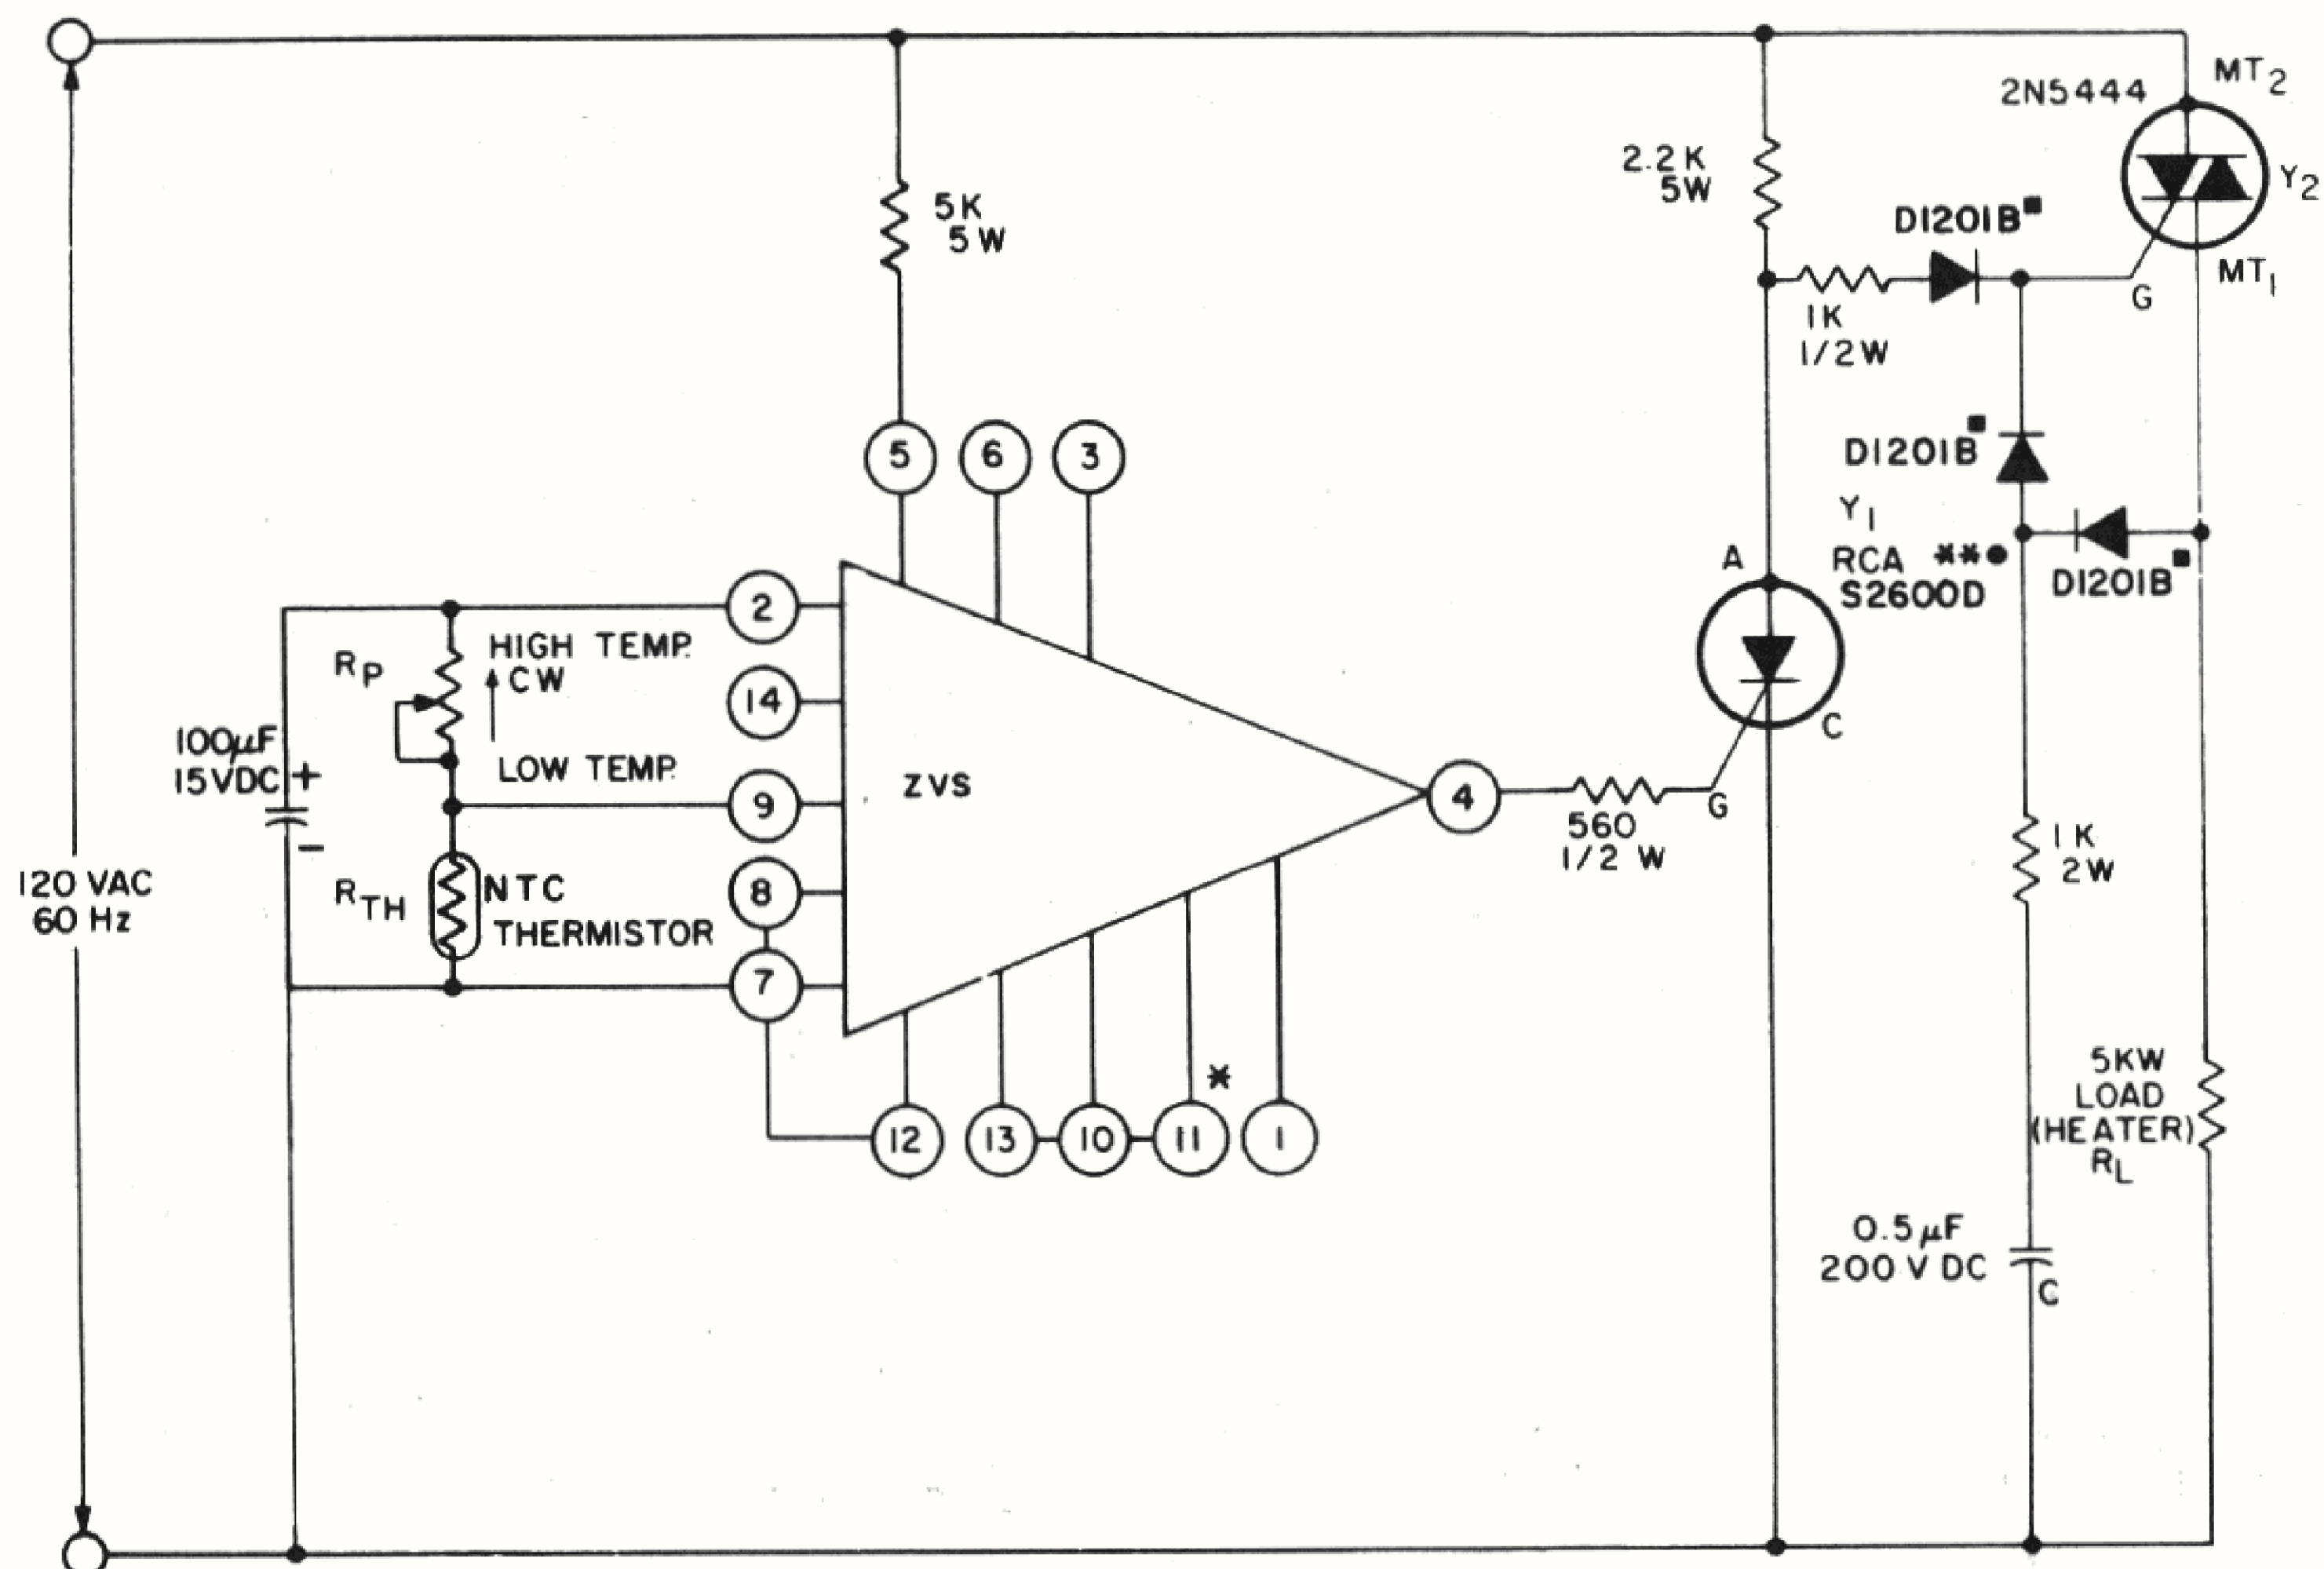 MT2
2N5444
Y2
2.2 K
5W
D1201B■
5K
5 W
MT1
G
1K
1/2W
5
6
3
D1201B■
Y1
RCA **●
S2600D
A
D1201B■
2
HIGH TEMP.
CW
RP
14
C
100µF
15VDC +
LOW TEMP.
9
ZVS
4
G
560
1/2 W
1K
2W
−
120 VAC
60 Hz
RTH
NTC
THERMISTOR
8
7
*
5KW
LOAD
(HEATER)
RL
12
13
10
11
1
0.5µF
200 V DC
C